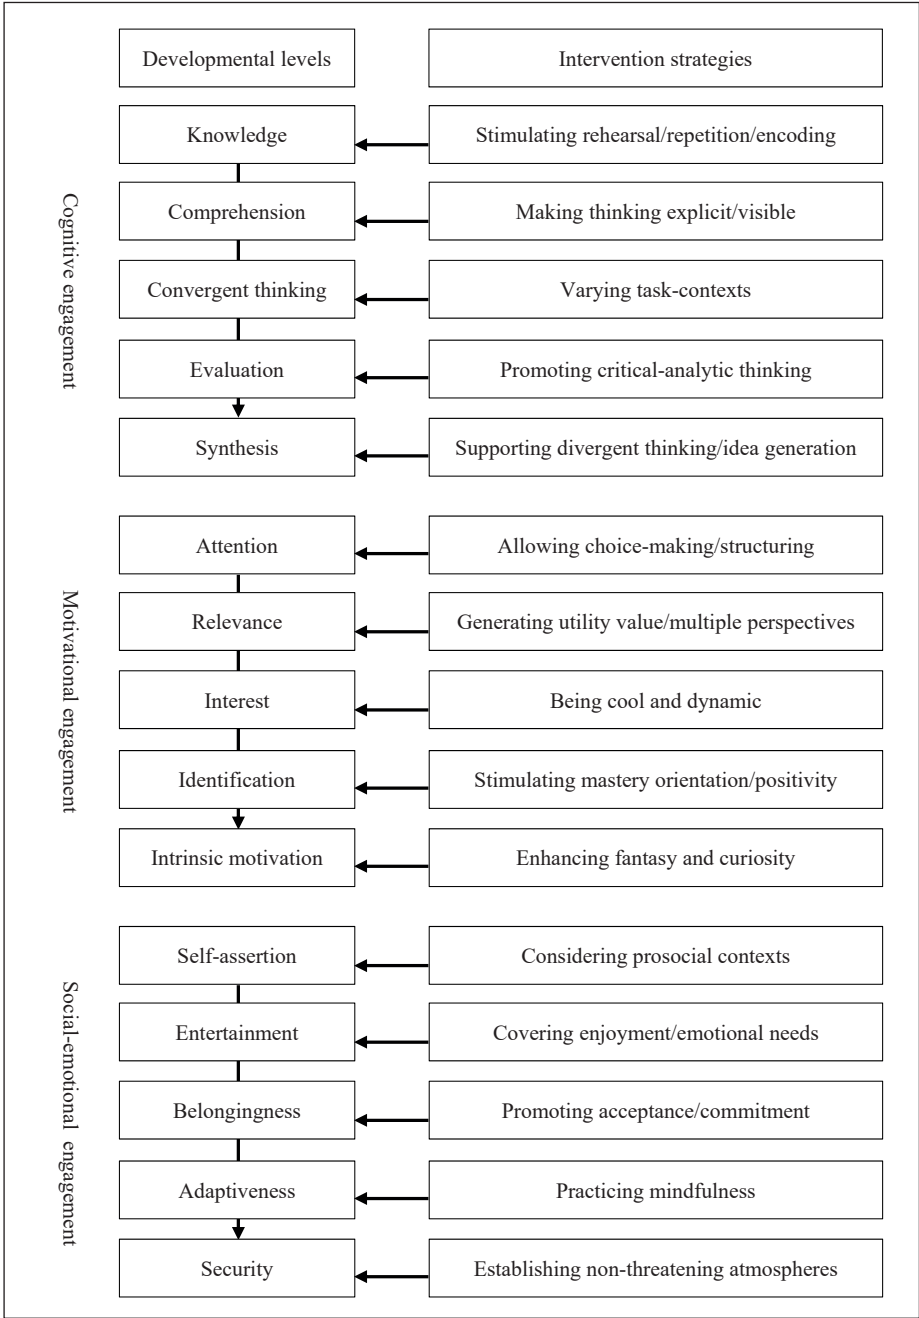 Developmental levels
Intervention strategies
Cognitive engagement
Knowledge
Stimulating rehearsal/repetition/encoding
Comprehension
Making thinking explicit/visible
Convergent thinking
Varying task-contexts
Evaluation
Promoting critical-analytic thinking
Synthesis
Supporting divergent thinking/idea generation
Motivational engagement
Attention
Allowing choice-making/structuring
Relevance
Generating utility value/multiple perspectives
Interest
Being cool and dynamic
Identification
Stimulating mastery orientation/positivity
Intrinsic motivation
Enhancing fantasy and curiosity
Social-emotional engagement
Self-assertion
Considering prosocial contexts
Entertainment
Covering enjoyment/emotional needs
Belongingness
Promoting acceptance/commitment
Adaptiveness
Practicing mindfulness
Security
Establishing non-threatening atmospheres